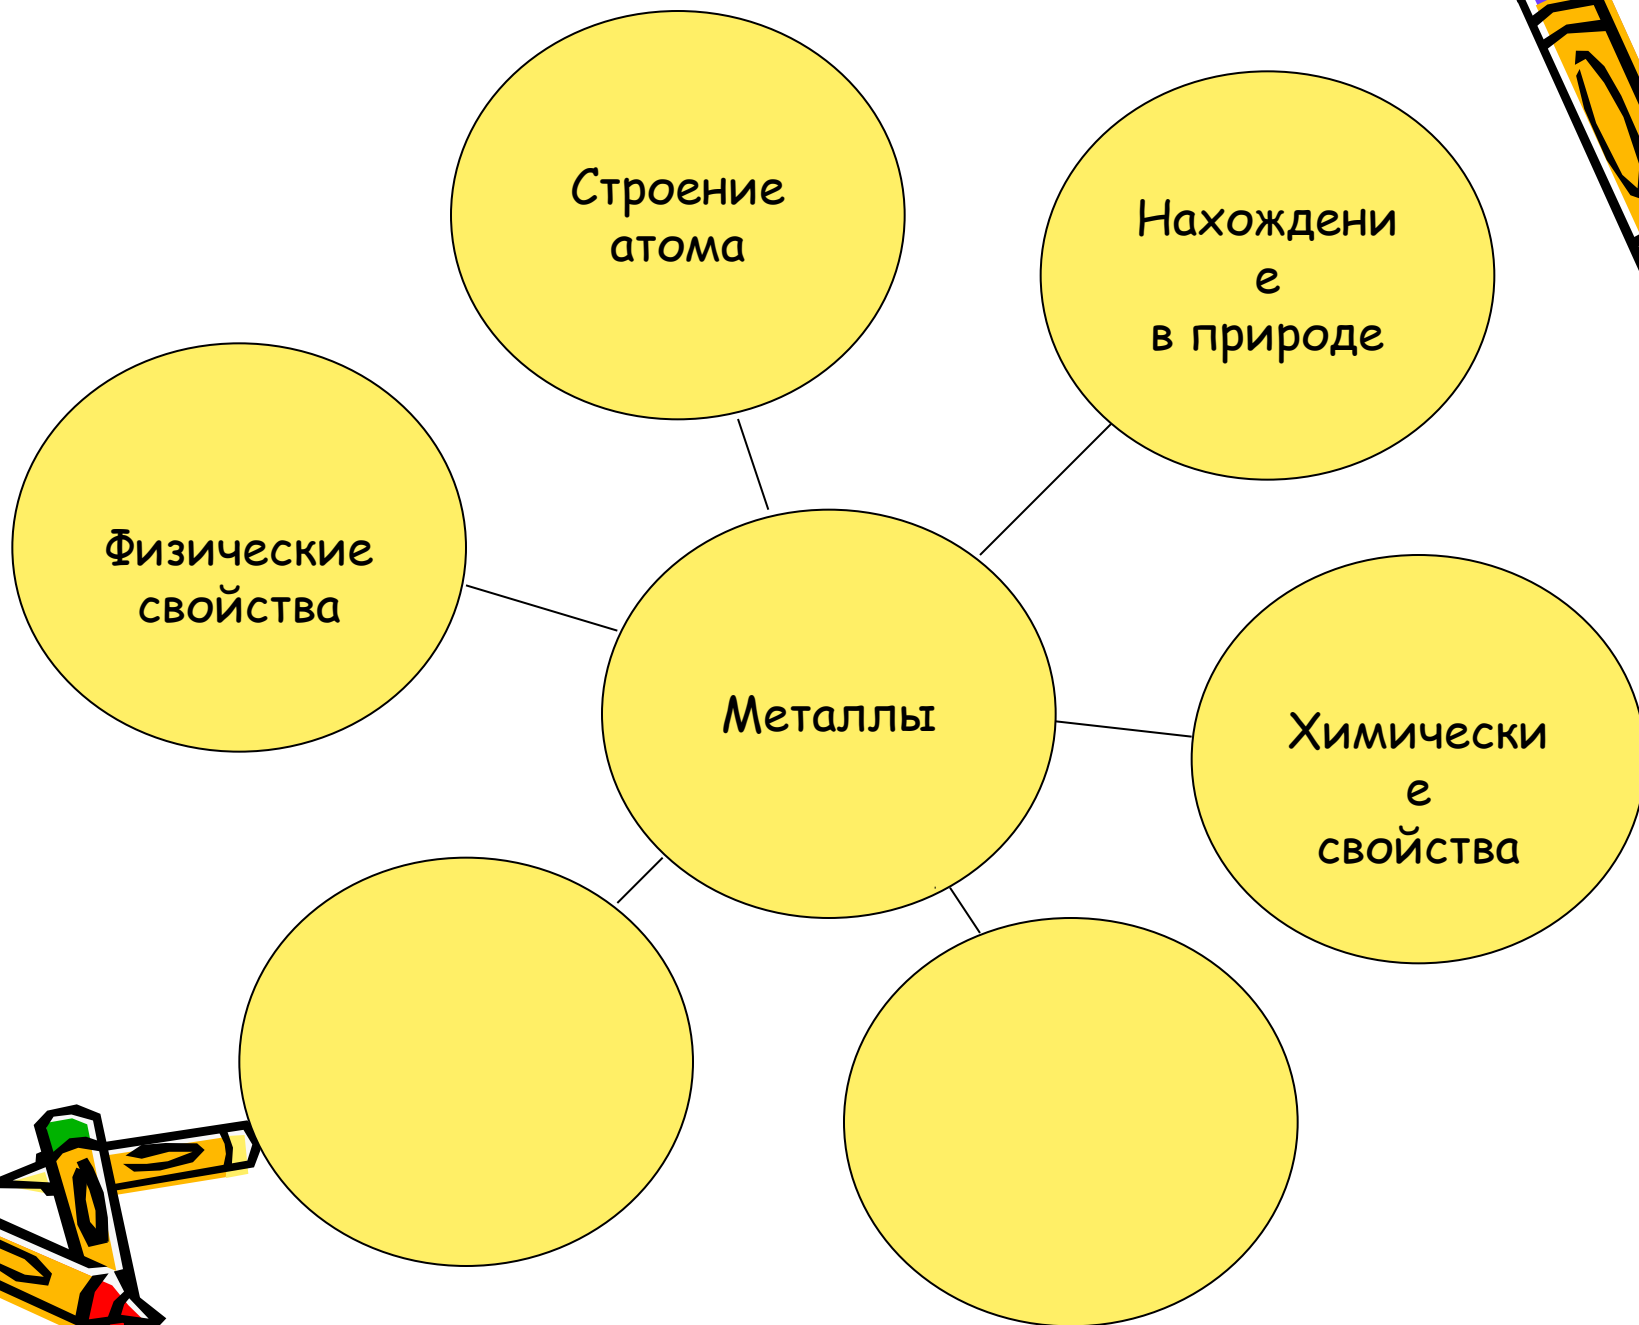 Строение
атома
Нахождени
е
в природе
Физические
свойства
Металлы
Химически
е
свойства